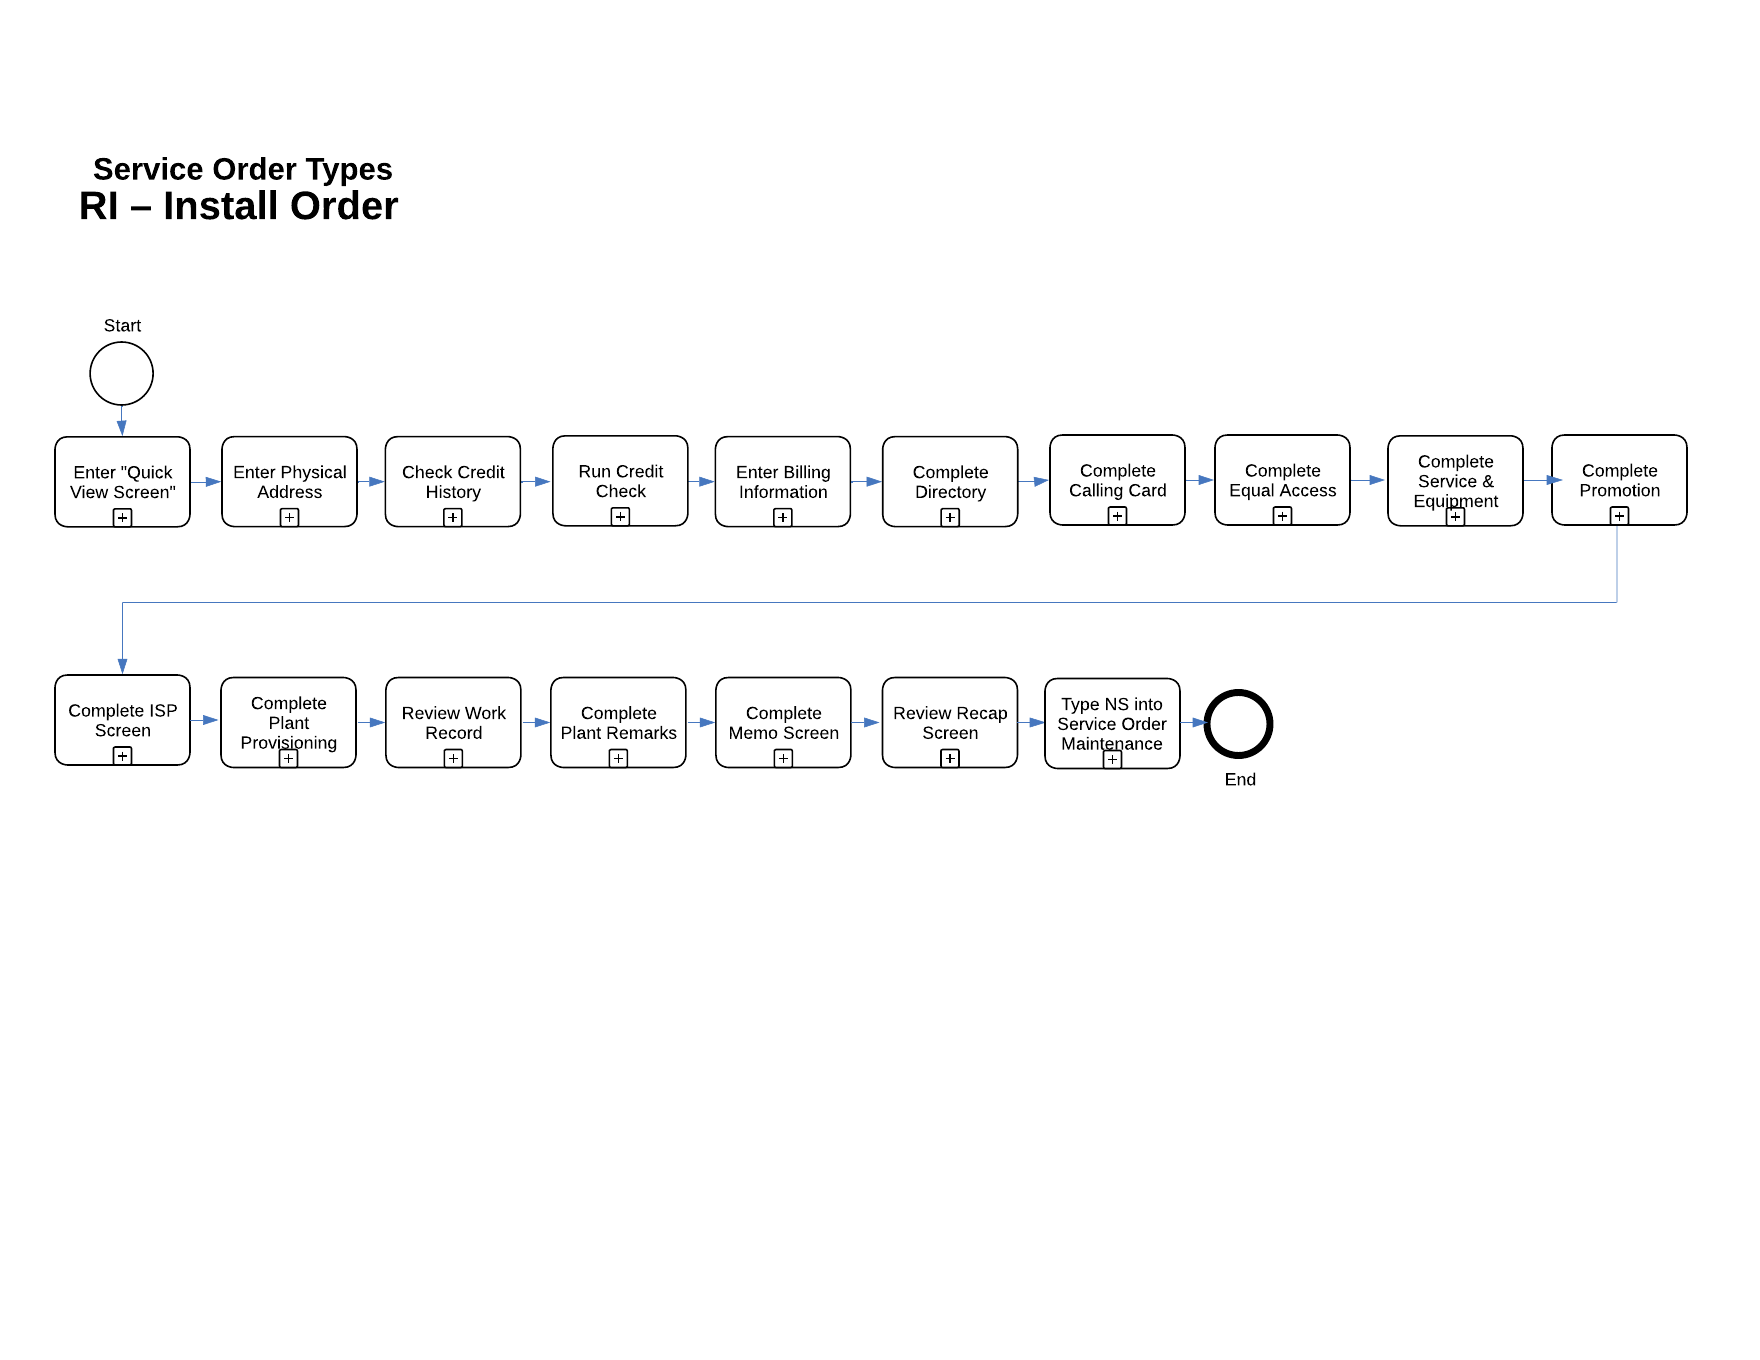 Service Order Types
RI – Install Order
Start
Enter "Quick
View Screen"
Enter Physical
Address
Check Credit
History
Run Credit
Check
Enter Billing
Information
Complete
Directory
Complete
Calling Card
Complete
Equal Access
Complete
Service &
Equipment
Complete
Promotion
Complete ISP
Screen
Complete
Plant
Provisioning
Review Work
Record
Complete
Plant Remarks
Complete
Memo Screen
Review Recap
Screen
Type NS into
Service Order
Maintenance
End